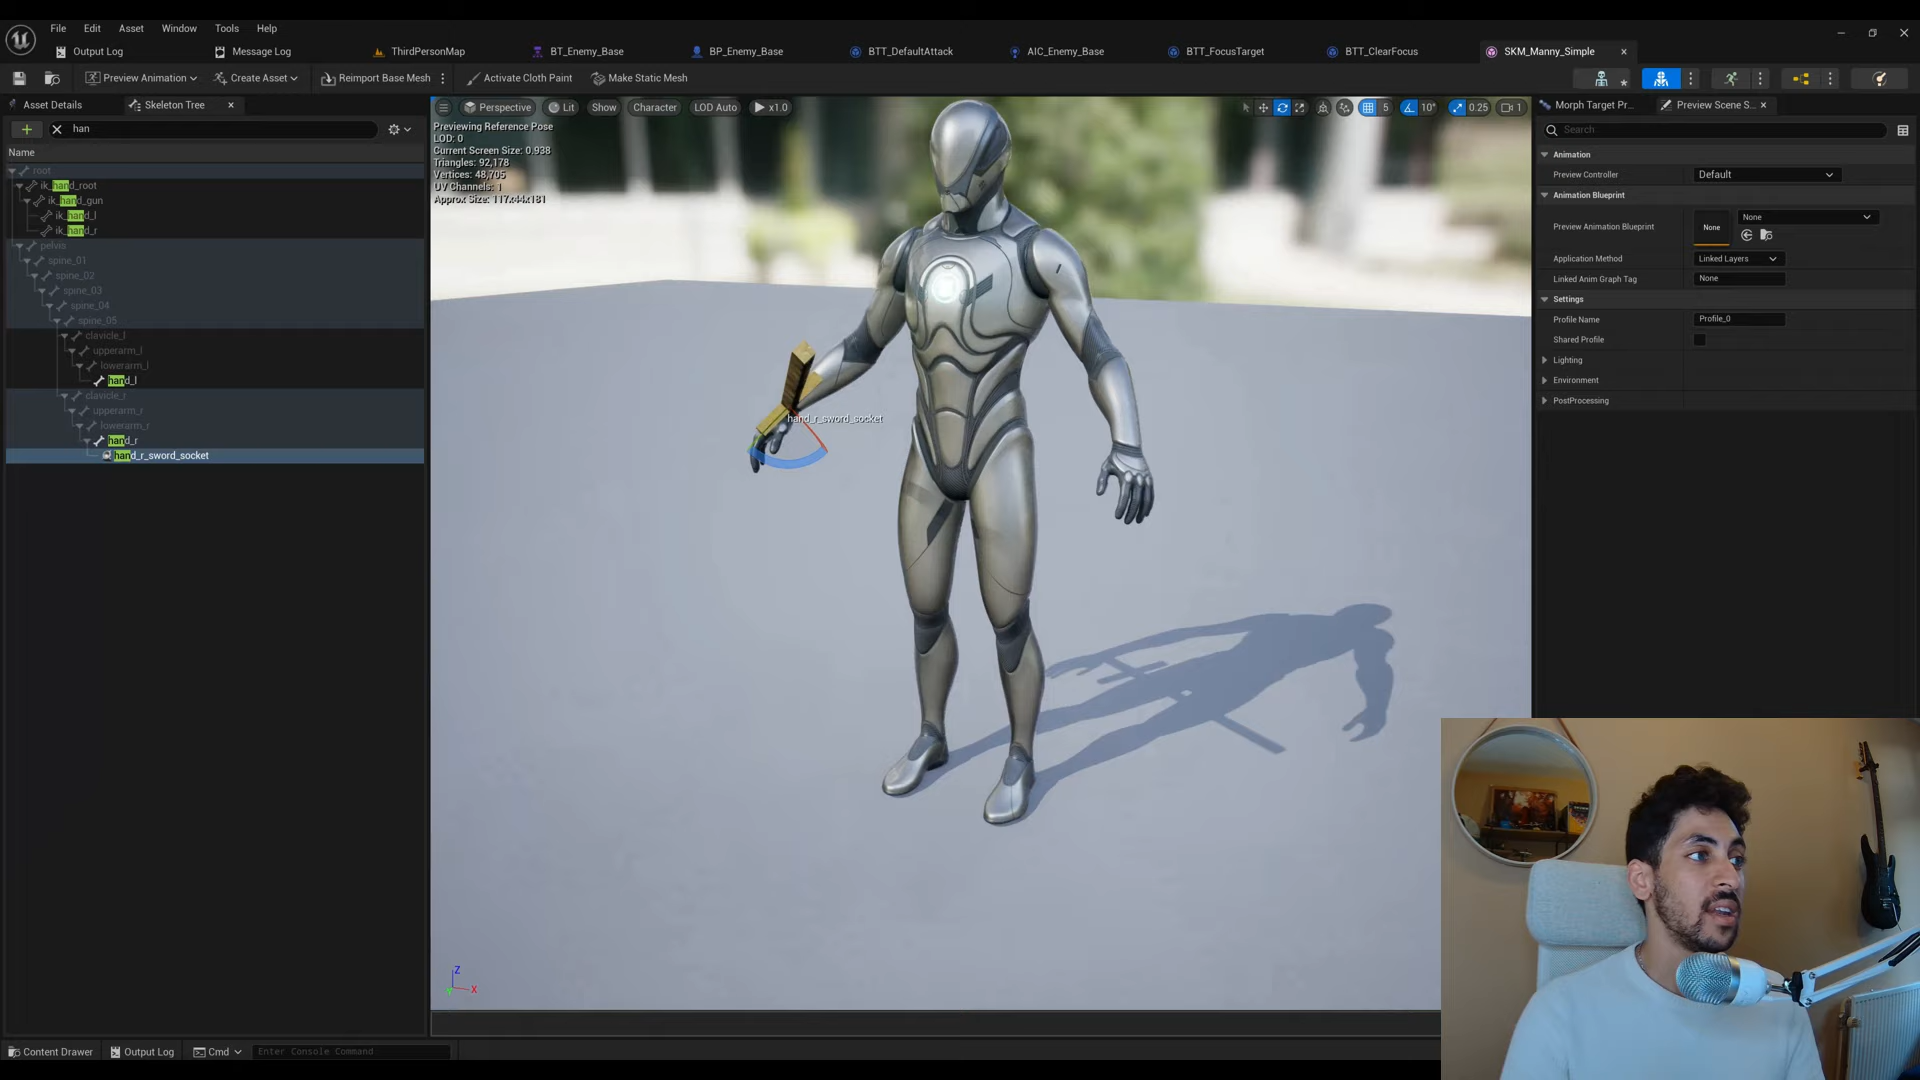 File Edit Asset Window Tools Help
Output Log Message Log ThirdPersonMap BT_Enemy_Base BP_Enemy_Base BTT_DefaultAttack AIC_Enemy_Base BTT_FocusTarget BTT_ClearFocus SKM_Manny_Simple
Preview Animation Create Asset Reimport Base Mesh Activate Cloth Paint Make Static Mesh
Asset Details Skeleton Tree
han
Name
root
ik_hand_root
ik_hand_gun
ik_hand_l
ik_hand_r
pelvis
spine_01
spine_02
spine_03
spine_04
spine_05
clavicle_l
upperarm_l
lowerarm_l
hand_l
clavicle_r
upperarm_r
lowerarm_r
hand_r
hand_r_sword_socket
Perspective Lit Show Character LOD Auto x1.0 5 10° 0.25 1
Previewing Reference Pose
LOD: 0
Current Screen Size: 0.938
Triangles: 92,178
Vertices: 48,705
UV Channels: 1
Approx Size: 117x44x181
hand_r_sword_socket
Z
X
Morph Target Pr... Preview Scene S...
Search
Animation
Preview Controller Default
Animation Blueprint
Preview Animation Blueprint None None
Application Method Linked Layers
Linked Anim Graph Tag None
Settings
Profile Name Profile_0
Shared Profile
Lighting
Environment
PostProcessing
Content Drawer Output Log Cmd Enter Console Command